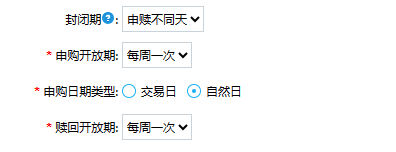 封闭期?: 申赎不同天
* 申购开放期: 每周一次
* 申购日期类型: 交易日 自然日
* 赎回开放期: 每周一次